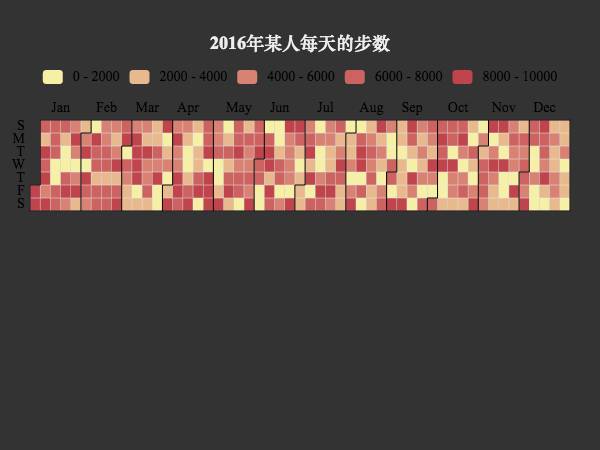 2016年某人每天的步数
0 - 2000 2000 - 4000 4000 - 6000 6000 - 8000 8000 - 10000
Jan Feb Mar Apr May Jun Jul Aug Sep Oct Nov Dec
S
M
T
W
T
F
S